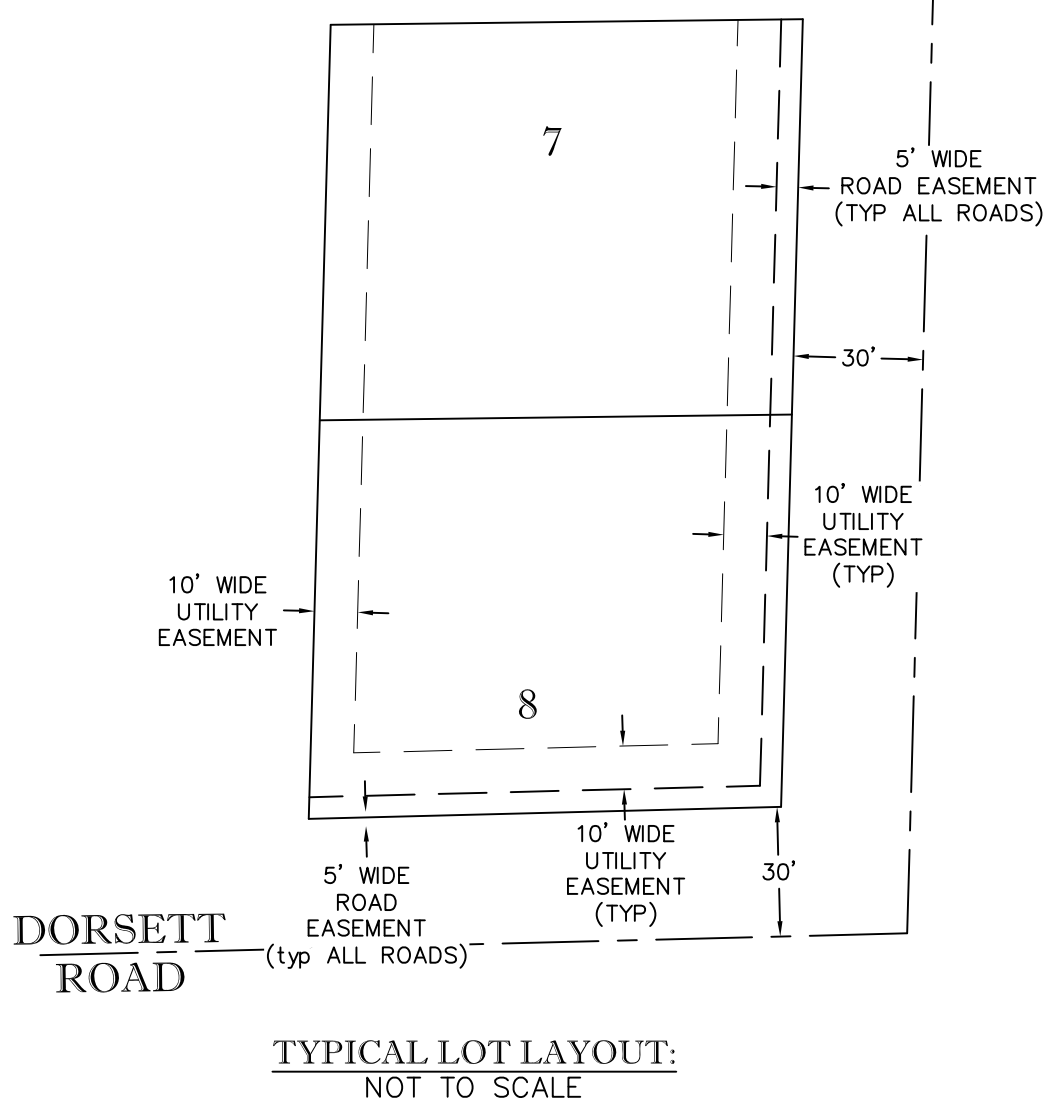 7
5' WIDE
ROAD EASEMENT
(TYP ALL ROADS)
30'
10' WIDE
UTILITY
EASEMENT
(TYP)
10' WIDE
UTILITY
EASEMENT
8
5' WIDE
ROAD
EASEMENT
(typ ALL ROADS)
10' WIDE
UTILITY
EASEMENT
(TYP)
30'
DORSETT
ROAD
TYPICAL LOT LAYOUT:
NOT TO SCALE